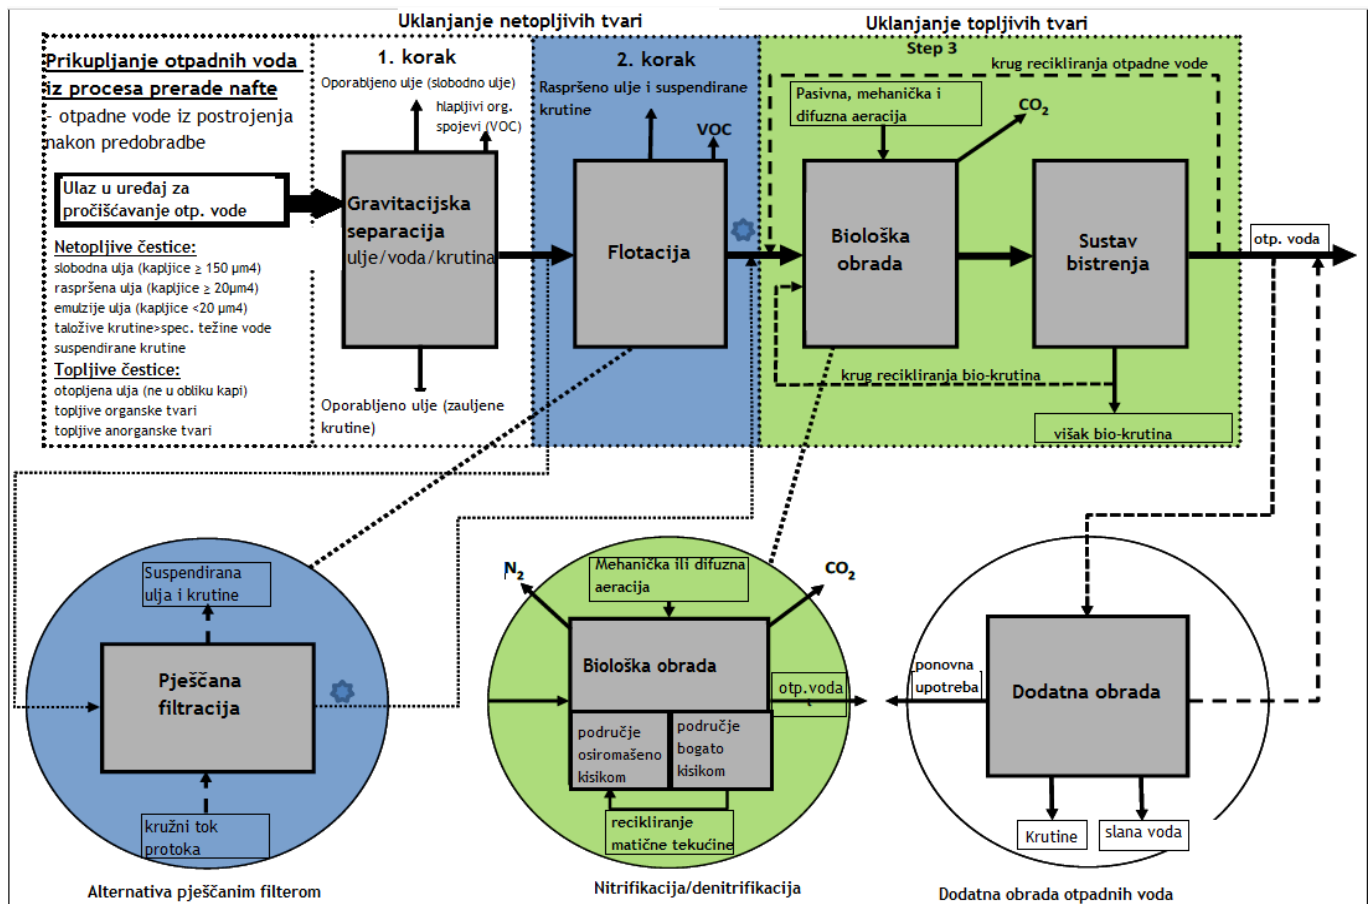 Uklanjanje netopljivih tvari
Uklanjanje topljivih tvari
Prikupljanje otpadnih voda
iz procesa prerade nafte
- otpadne vode iz postrojenja
nakon predobradbe
Ulaz u uređaj za
pročišćavanje otp. vode
Netopljive čestice:
slobodna ulja (kapljice ≥ 150 µm4)
raspršena ulja (kapljice ≥ 20µm4)
emulzije ulja (kapljice <20 µm4)
taložive krutine>spec. težine vode
suspendirane krutine
Topljive čestice:
otopljena ulja (ne u obliku kapi)
topljive organske tvari
topljive anorganske tvari
1. korak
Oporabljeno ulje (slobodno ulje)
hlapljivi org.
spojevi (VOC)
Gravitacijska
separacija
ulje/voda/krutina
Oporabljeno ulje (zauljene
krutine)
2. korak
Raspršeno ulje i suspendirane
krutine
VOC
Flotacija
Step 3
krug recikliranja otpadne vode
Pasivna, mehanička i
difuzna aeracija
CO2
Biološka
obrada
Sustav
bistrenja
krug recikliranja bio-krutina
višak bio-krutina
otp. voda
Suspendirana
ulja i krutine
Pješčana
filtracija
kružni tok
protoka
Alternativa pješčanim filterom
N2
Mehanička ili difuzna
aeracija
CO2
Biološka obrada
otp.voda
područje
osiromašeno
kisikom
područje
bogato
kisikom
recikliranje
matične tekućine
Nitrifikacija/denitrifikacija
ponovna
upotreba
Dodatna obrada
Krutine
slana voda
Dodatna obrada otpadnih voda